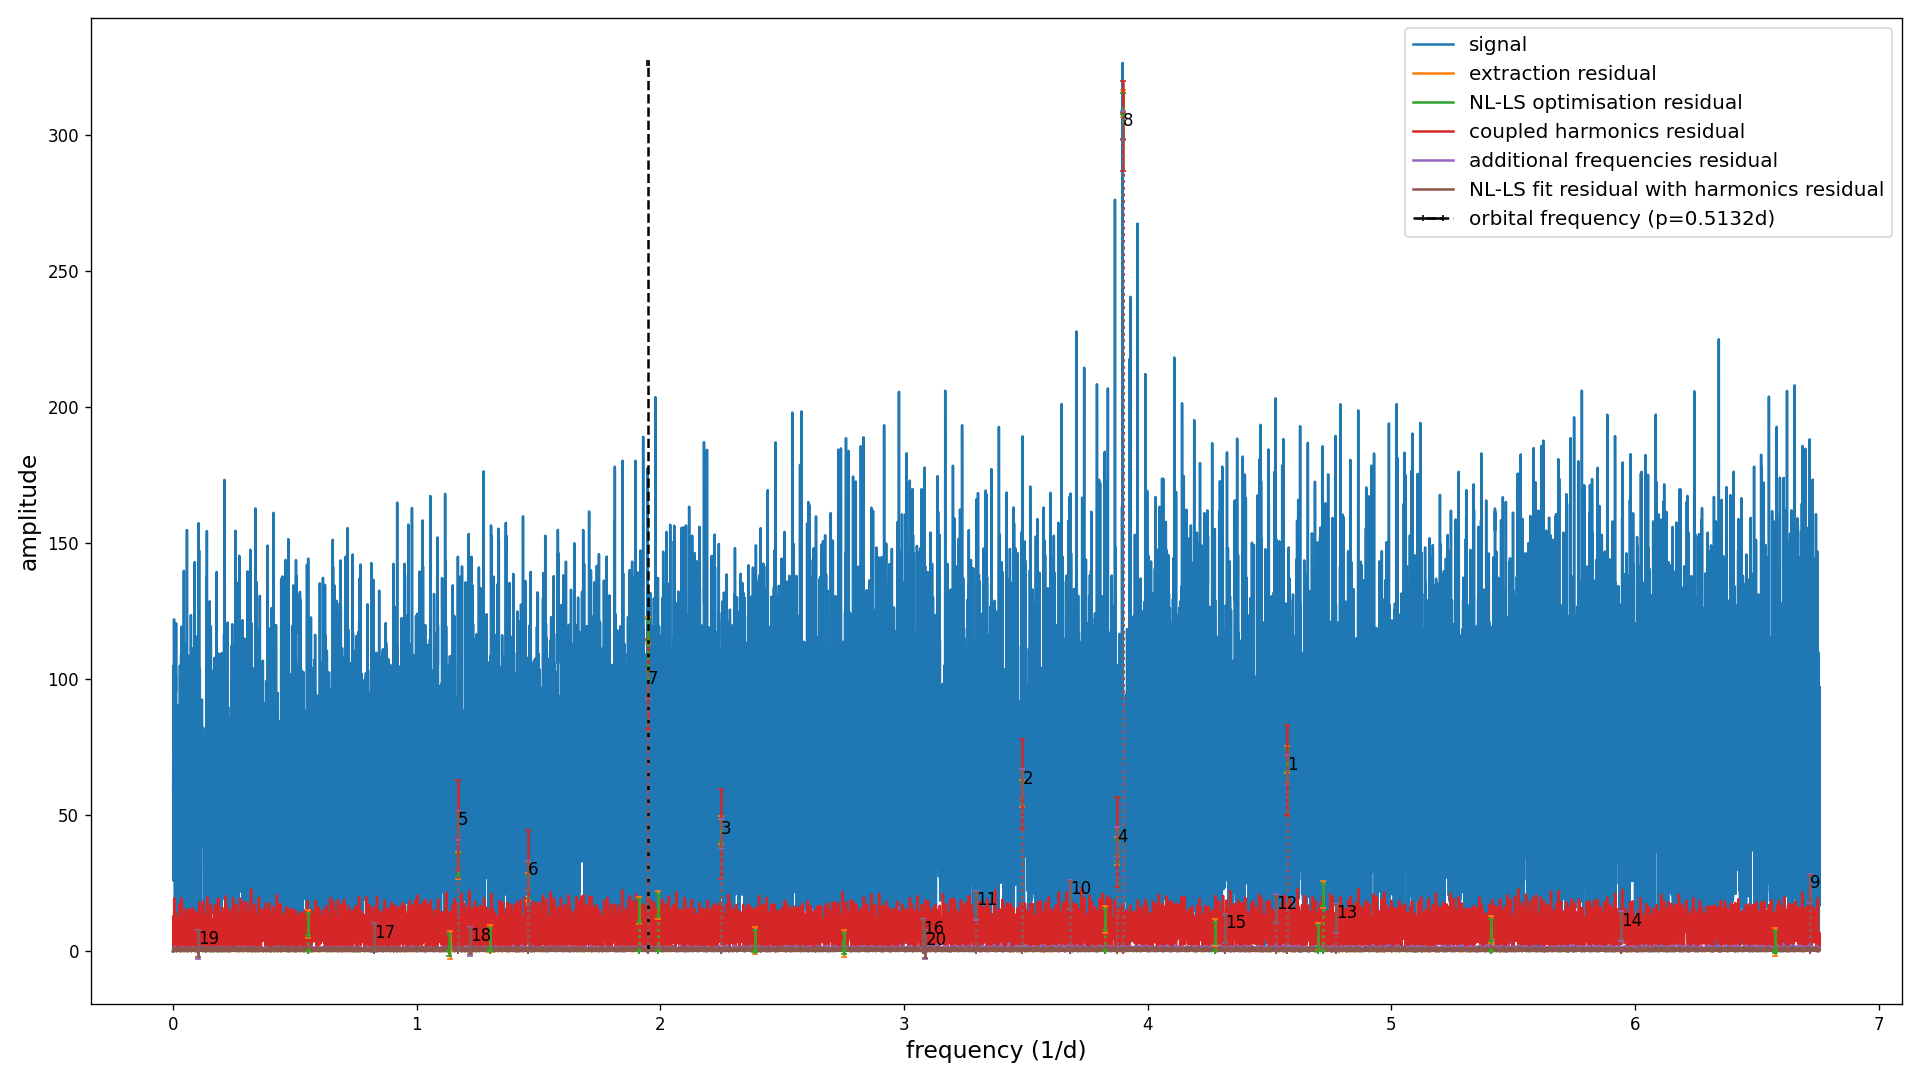 signal
extraction residual
NL-LS optimisation residual
coupled harmonics residual
additional frequencies residual
NL-LS fit residual with harmonics residual
orbital frequency (p=0.5132d)
amplitude
300
250
200
150
100
50
0
8
7
2
1
5
3
4
6
9
10
11
12
13
14
15
16
17
18
19
20
0 1 2 3 4 5 6 7
frequency (1/d)